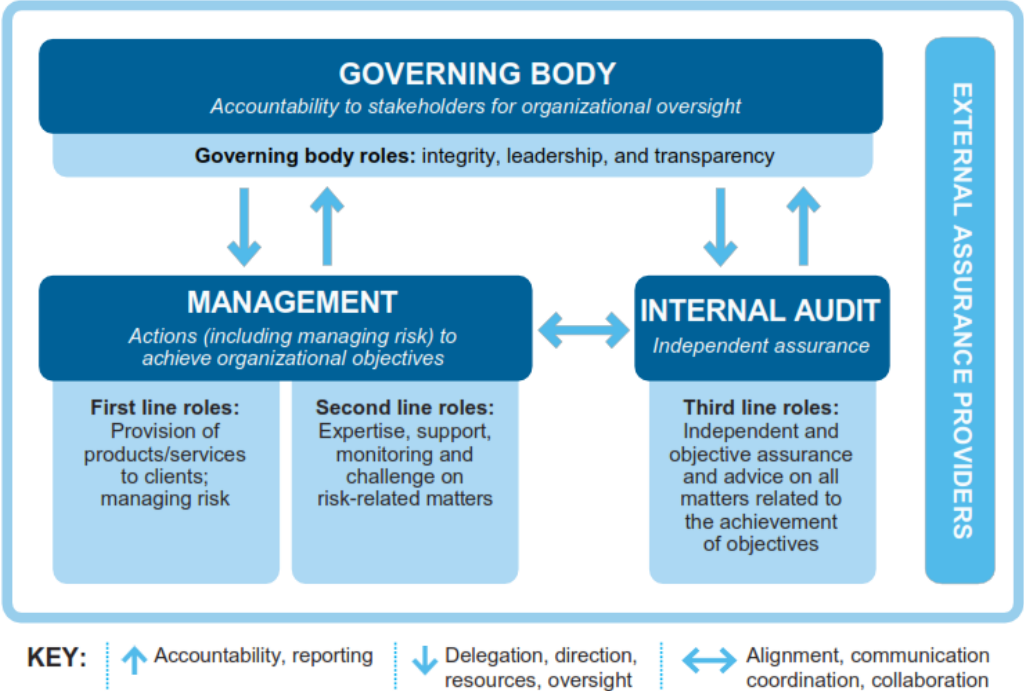 GOVERNING BODY
Accountability to stakeholders for organizational oversight
Governing body roles: integrity, leadership, and transparency
MANAGEMENT
Actions (including managing risk) to
achieve organizational objectives
First line roles:
Provision of
products/services
to clients;
managing risk
Second line roles:
Expertise, support,
monitoring and
challenge on
risk-related matters
INTERNAL AUDIT
Independent assurance
Third line roles:
Independent and
objective assurance
and advice on all
matters related to
the achievement
of objectives
EXTERNAL ASSURANCE PROVIDERS
KEY:
Accountability, reporting
Delegation, direction,
resources, oversight
Alignment, communication
coordination, collaboration